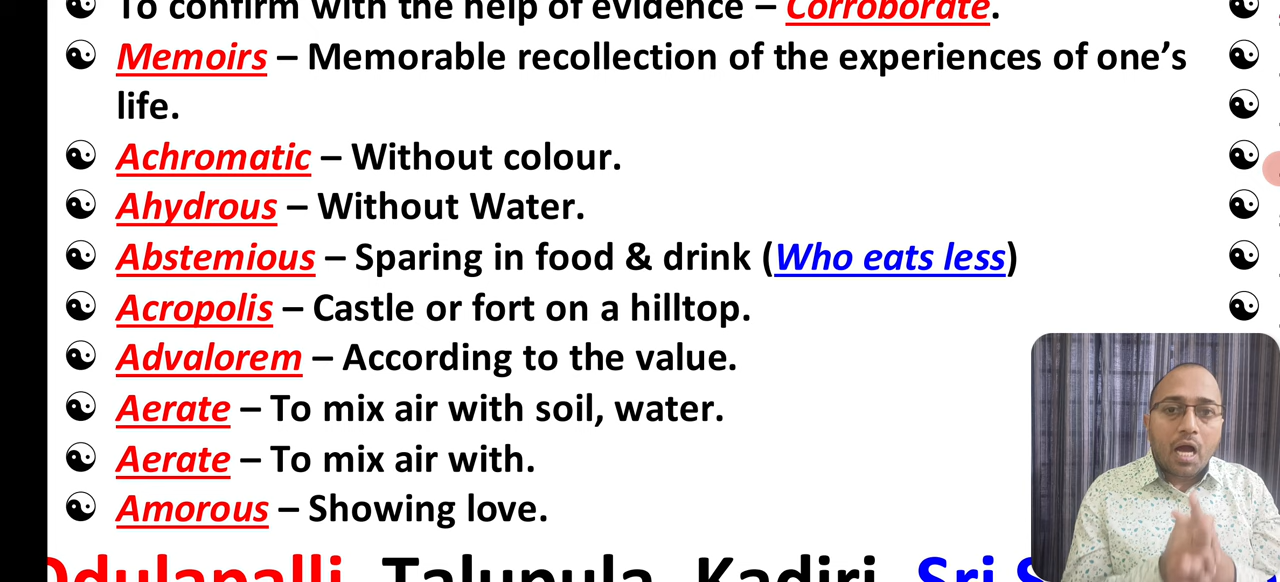 To confirm with the help of evidence – Corroborate.
Memoirs – Memorable recollection of the experiences of one's
life.
Achromatic – Without colour.
Ahydrous – Without Water.
Abstemious – Sparing in food & drink (Who eats less)
Acropolis – Castle or fort on a hilltop.
Advalorem – According to the value.
Aerate – To mix air with soil, water.
Aerate – To mix air with.
Amorous – Showing love.
Odulapalli, Talupula, Kadiri, Sri S